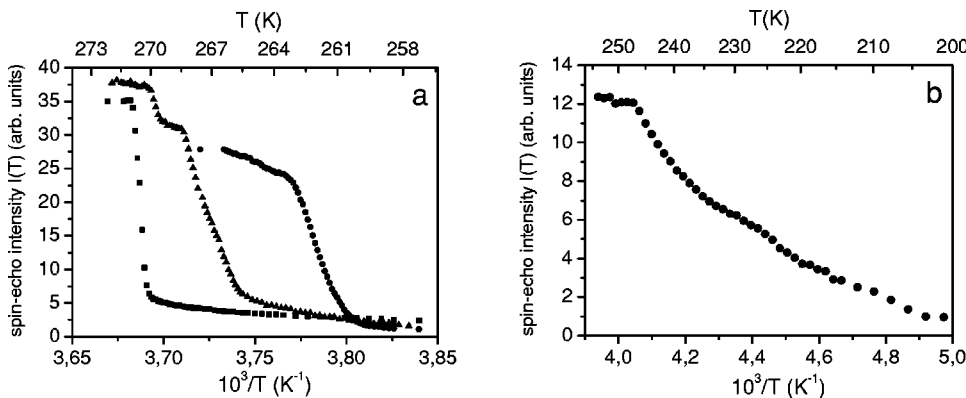 T (K)
273 270 267 264 261 258
40
35
30
25
20
15
10
5
0
spin-echo intensity I(T) (arb. units)
a
3,65 3,70 3,75 3,80 3,85
10³/T (K⁻¹)
T(K)
250 240 230 220 210 200
14
12
10
8
6
4
2
0
spin-echo intensity I(T) (arb. units)
b
4,0 4,2 4,4 4,6 4,8 5,0
10³/T (K⁻¹)